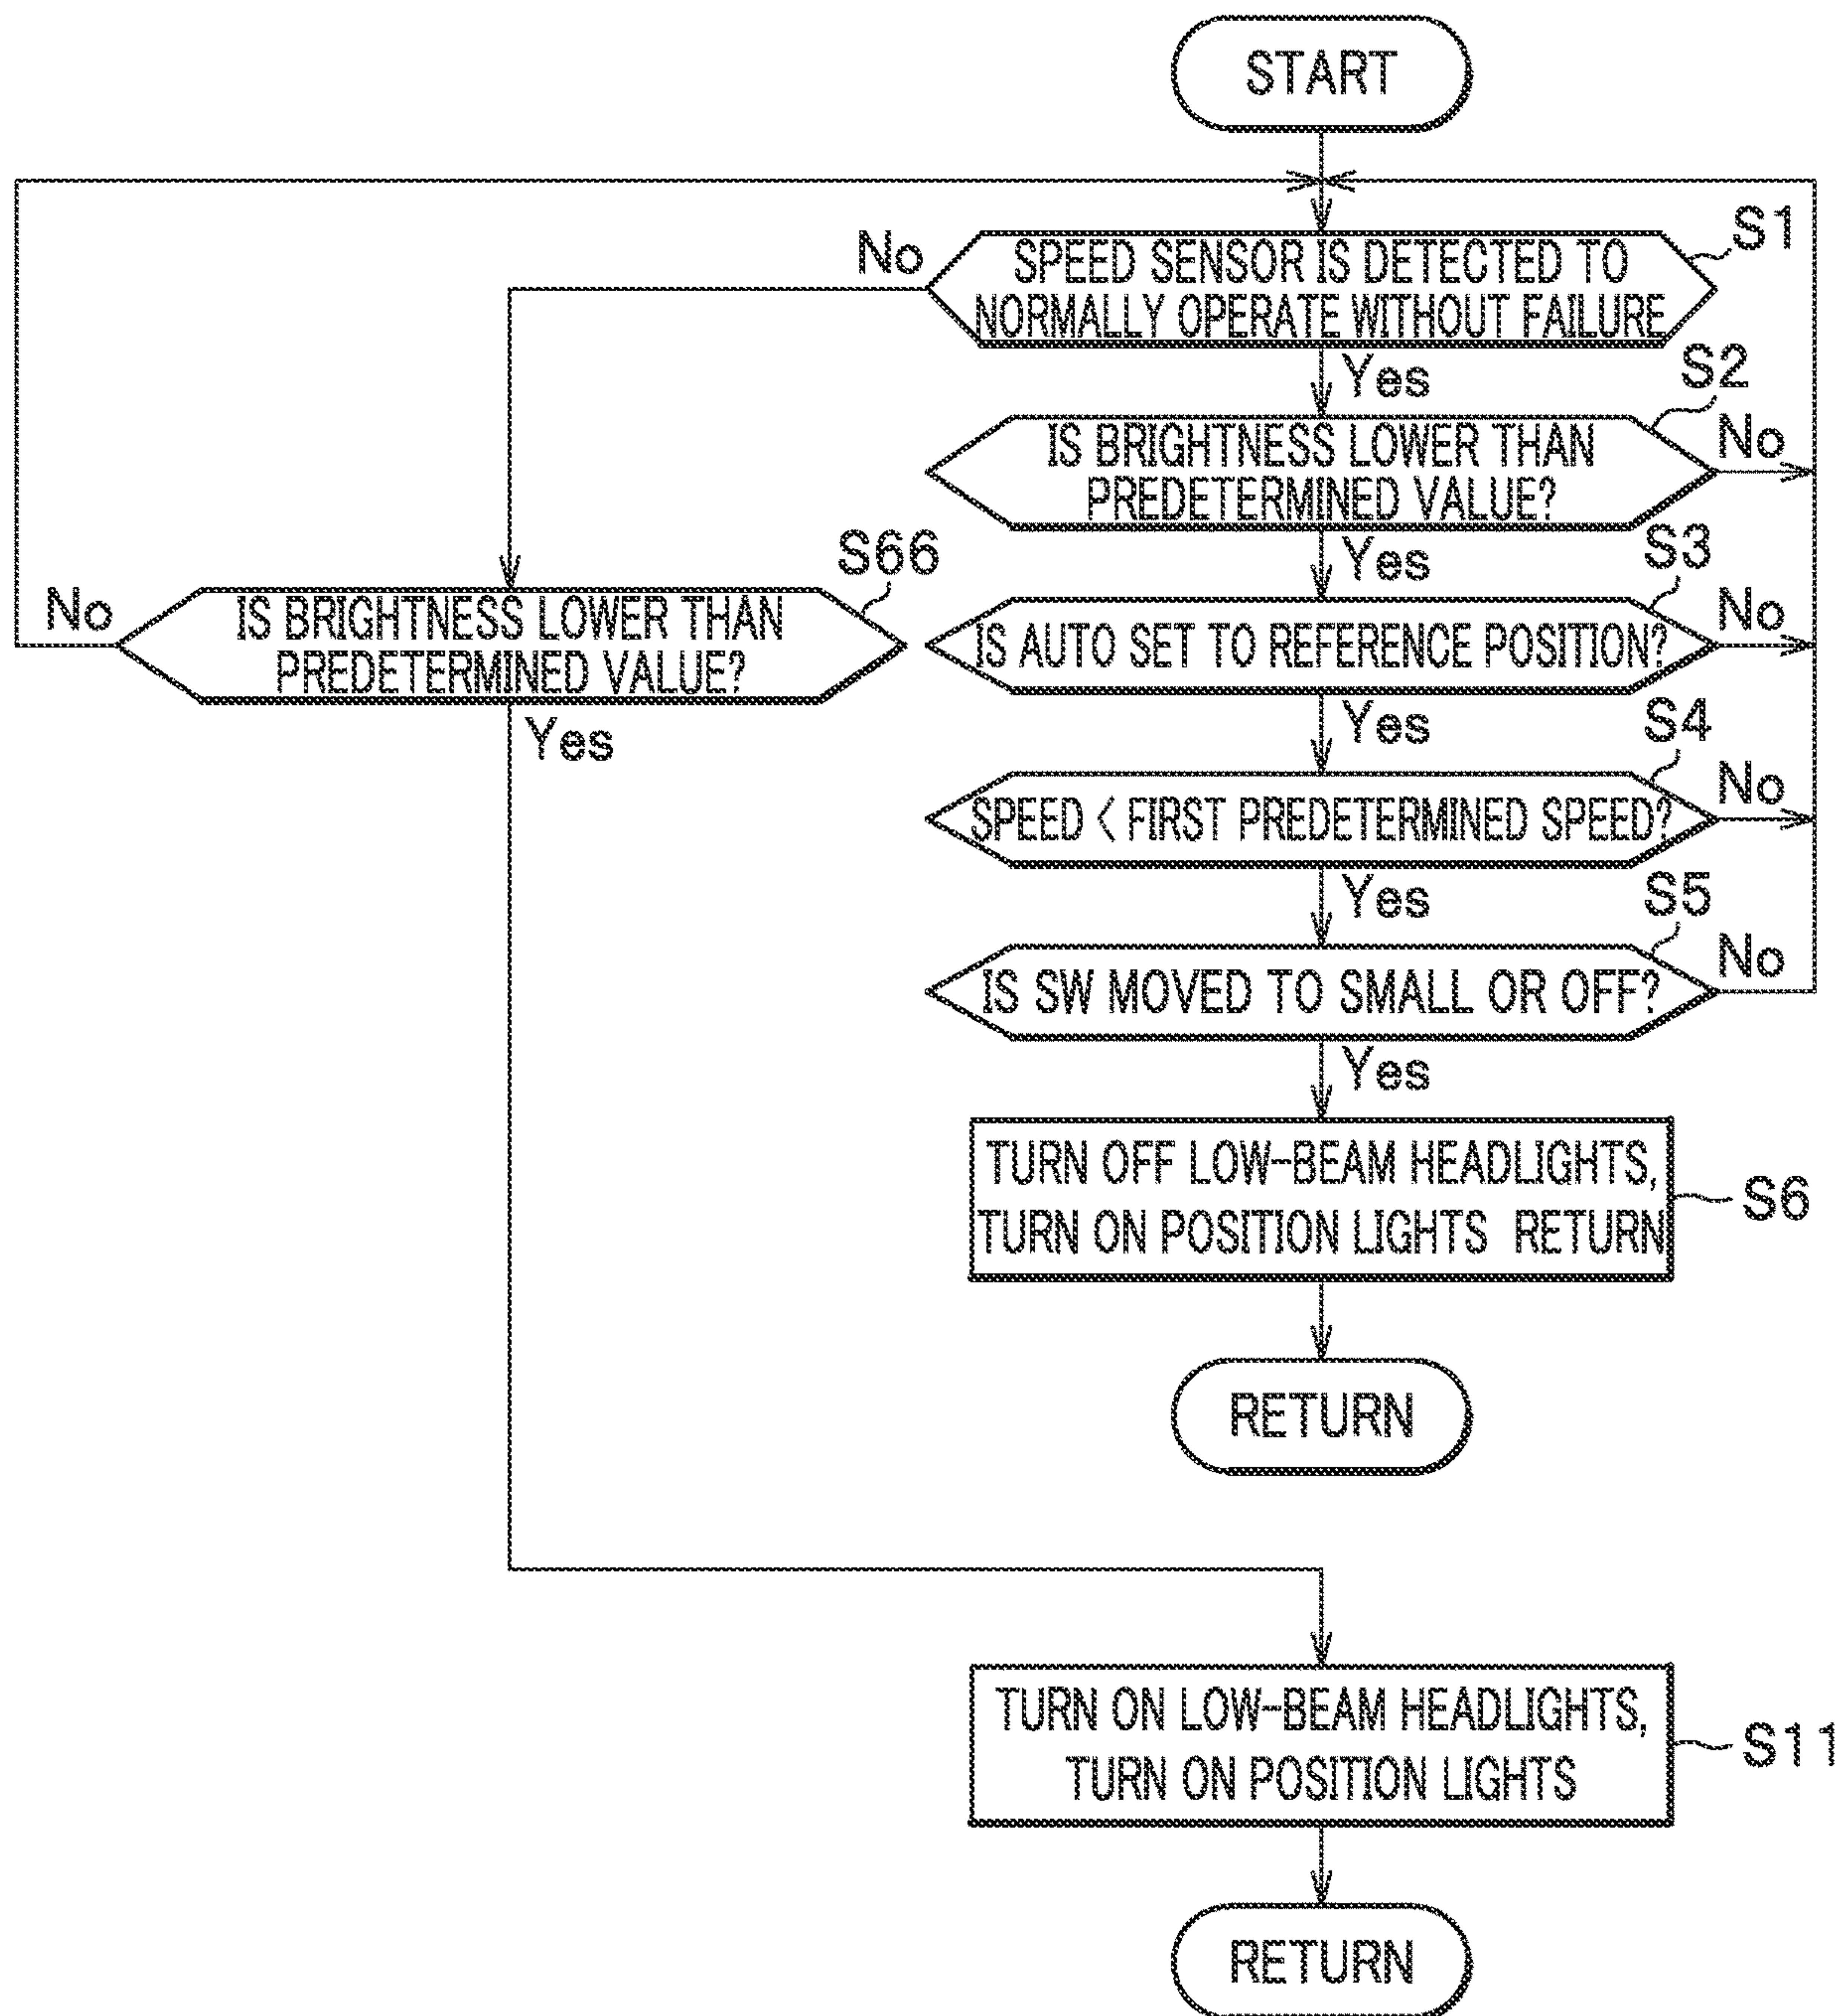 START
No
SPEED SENSOR IS DETECTED TO
NORMALLY OPERATE WITHOUT FAILURE
S1
Yes
IS BRIGHTNESS LOWER THAN
PREDETERMINED VALUE?
S2
No
Yes
No
IS BRIGHTNESS LOWER THAN
PREDETERMINED VALUE?
S66
Yes
IS AUTO SET TO REFERENCE POSITION?
S3
No
Yes
SPEED < FIRST PREDETERMINED SPEED?
S4
No
Yes
IS SW MOVED TO SMALL OR OFF?
S5
No
Yes
TURN OFF LOW-BEAM HEADLIGHTS,
TURN ON POSITION LIGHTS RETURN
S6
RETURN
TURN ON LOW-BEAM HEADLIGHTS,
TURN ON POSITION LIGHTS
S11
RETURN